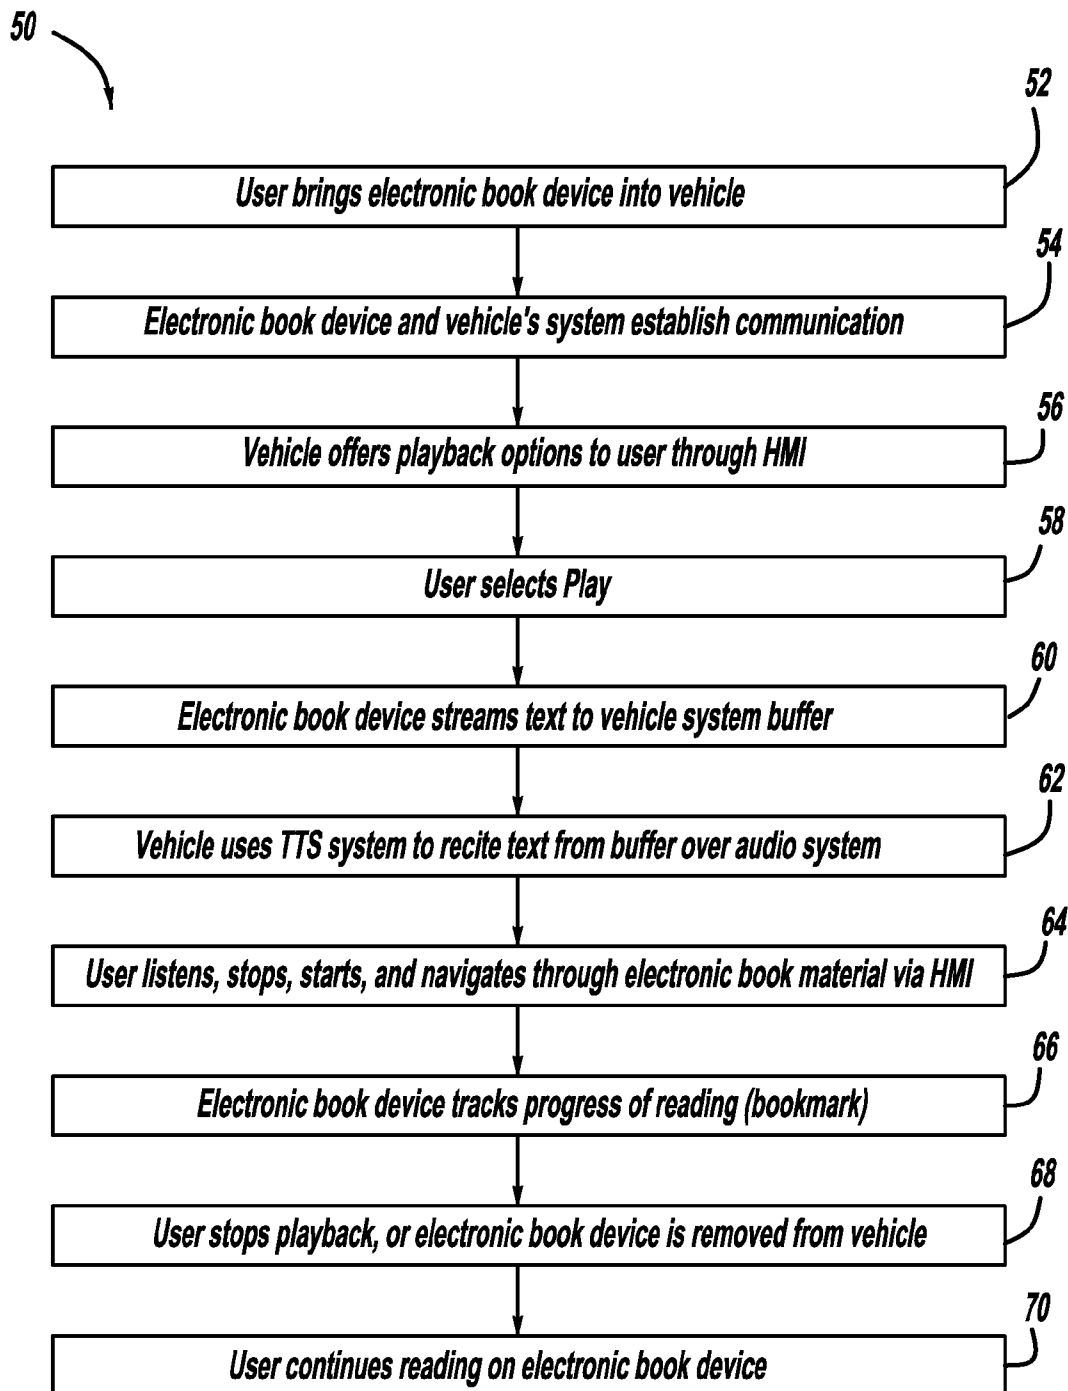 50
52
User brings electronic book device into vehicle
54
Electronic book device and vehicle's system establish communication
56
Vehicle offers playback options to user through HMI
58
User selects Play
60
Electronic book device streams text to vehicle system buffer
62
Vehicle uses TTS system to recite text from buffer over audio system
64
User listens, stops, starts, and navigates through electronic book material via HMI
66
Electronic book device tracks progress of reading (bookmark)
68
User stops playback, or electronic book device is removed from vehicle
70
User continues reading on electronic book device